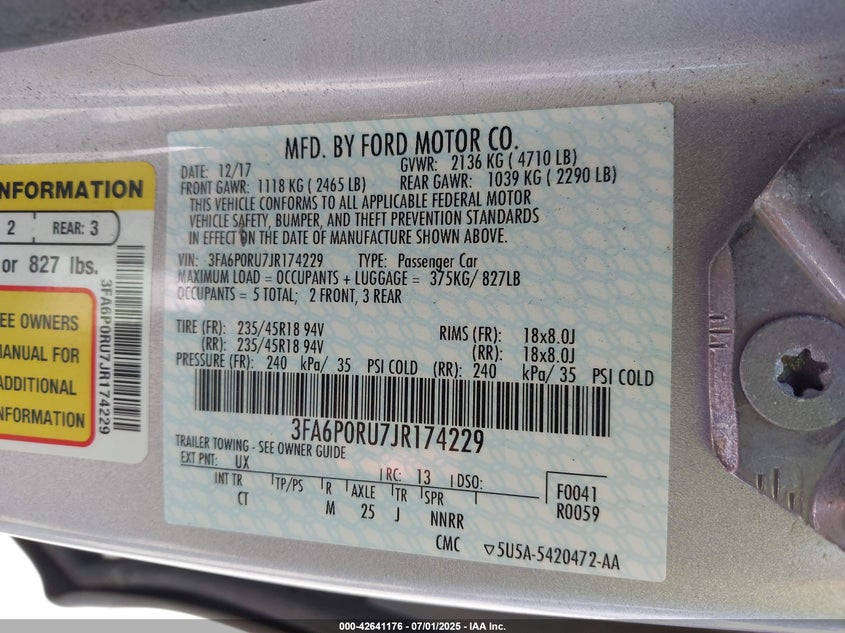 NFORMATION
2 REAR: 3
or 827 lbs.
EE OWNERS
MANUAL FOR
ADDITIONAL
NFORMATION
3FA6P0RU7JR174229
MFD. BY FORD MOTOR CO.
DATE: 12/17 GVWR: 2136 KG ( 4710 LB)
FRONT GAWR: 1118 KG ( 2465 LB) REAR GAWR: 1039 KG ( 2290 LB)
THIS VEHICLE CONFORMS TO ALL APPLICABLE FEDERAL MOTOR
VEHICLE SAFETY, BUMPER, AND THEFT PREVENTION STANDARDS
IN EFFECT ON THE DATE OF MANUFACTURE SHOWN ABOVE.
VIN: 3FA6P0RU7JR174229 TYPE: Passenger Car
MAXIMUM LOAD = OCCUPANTS + LUGGAGE = 375KG/ 827LB
OCCUPANTS = 5 TOTAL; 2 FRONT, 3 REAR
TIRE (FR): 235/45R18 94V RIMS (FR): 18x8.0J
(RR): 235/45R18 94V (RR): 18x8.0J
PRESSURE (FR): 240 kPa/ 35 PSI COLD (RR): 240 kPa/ 35 PSI COLD
3FA6P0RU7JR174229
TRAILER TOWING - SEE OWNER GUIDE
EXT PNT: UX RC: 13 DSO:
INT TR TP/PS R AXLE TR SPR F0041
CT M 25 J NNRR R0059
CMC ▽5U5A-5420472-AA
000-42641176 - 07/01/2025 - IAA Inc.